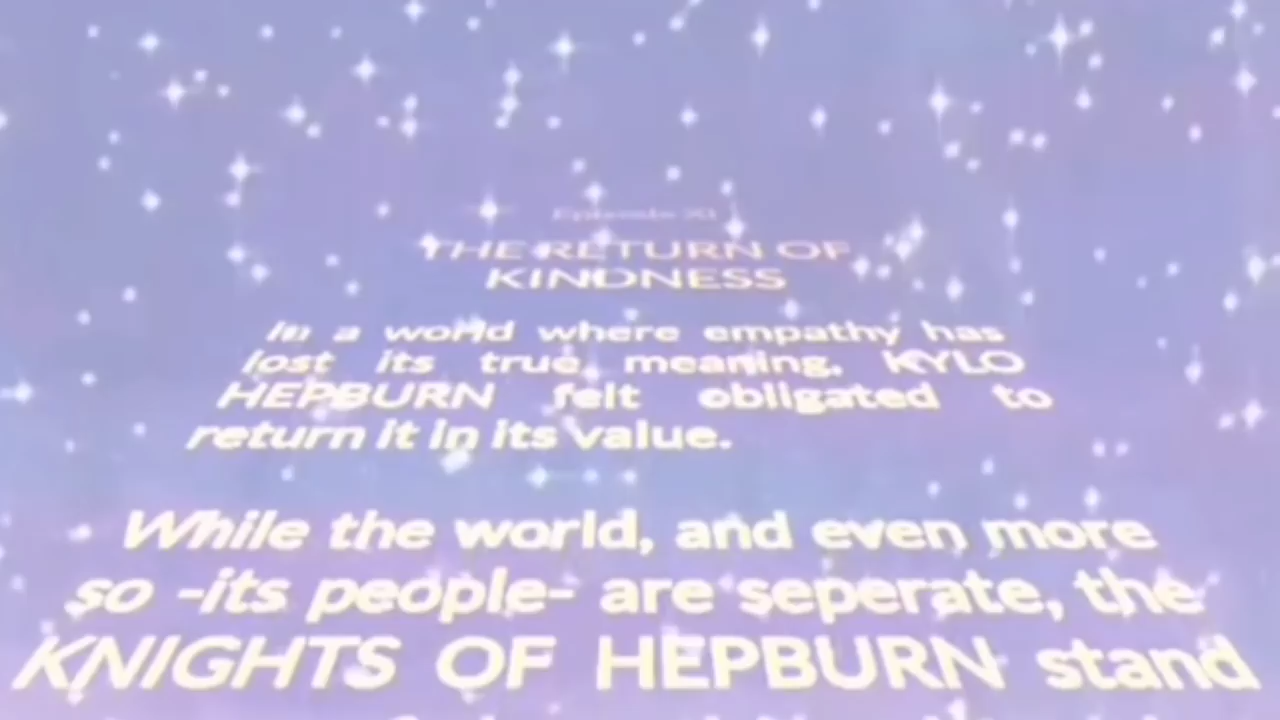 Episode XI
THE RETURN OF
KINDNESS
In a world where empathy has
lost its true meaning, KYLO
HEPBURN felt obligated to
return it in its value.
While the world, and even more
so -its people- are seperate, the
KNIGHTS OF HEPBURN stand